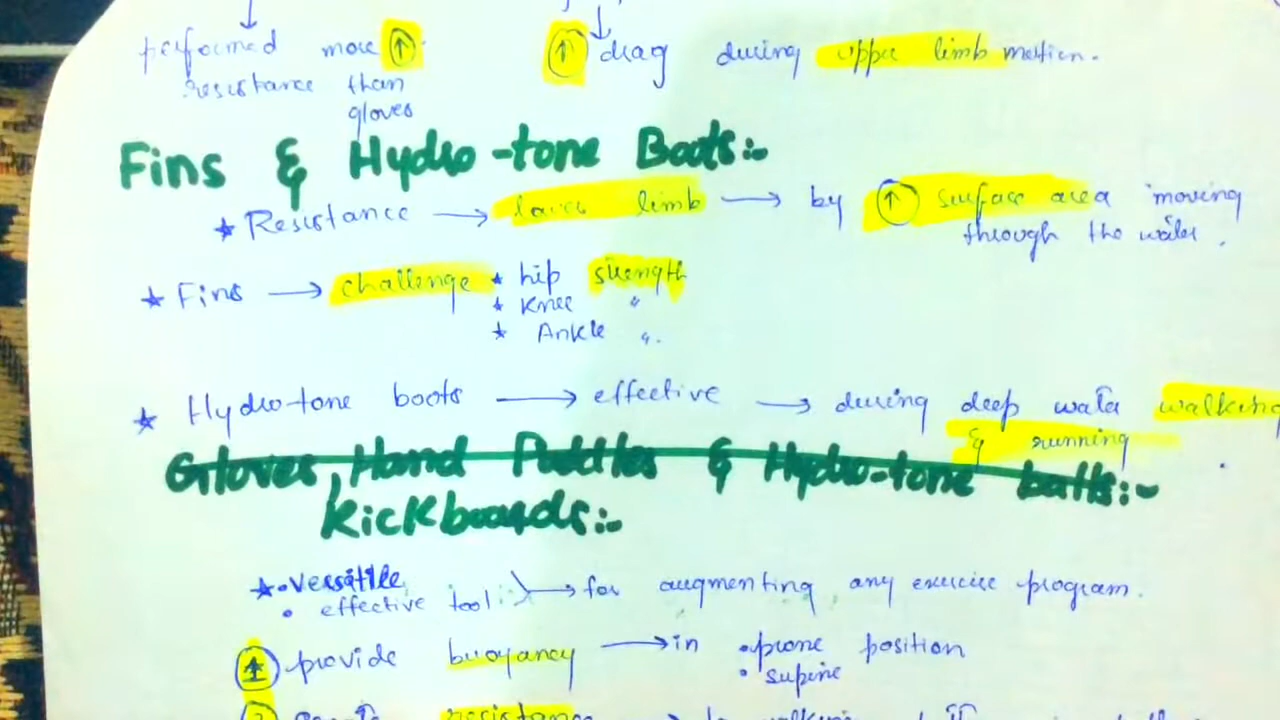 performed more ↑ ↑ drag during upper limb motion.
resistance than
gloves
Fins & Hydro-tone Boots:-
★ Resistance → lower limb → by ↑ surface area moving
through the water.
★ Fins → challenge ★ hip strength
★ Knee "
★ Ankle ".
★ Hydro-tone boots → effective → during deep water walking
& running
Gloves, Hand Paddles & Hydro-tone balls:-
Kickboards:-
★ • Versatile
• effective tool → for augmenting any exercise program.
provide buoyancy → in • prone position
• supine
resistance